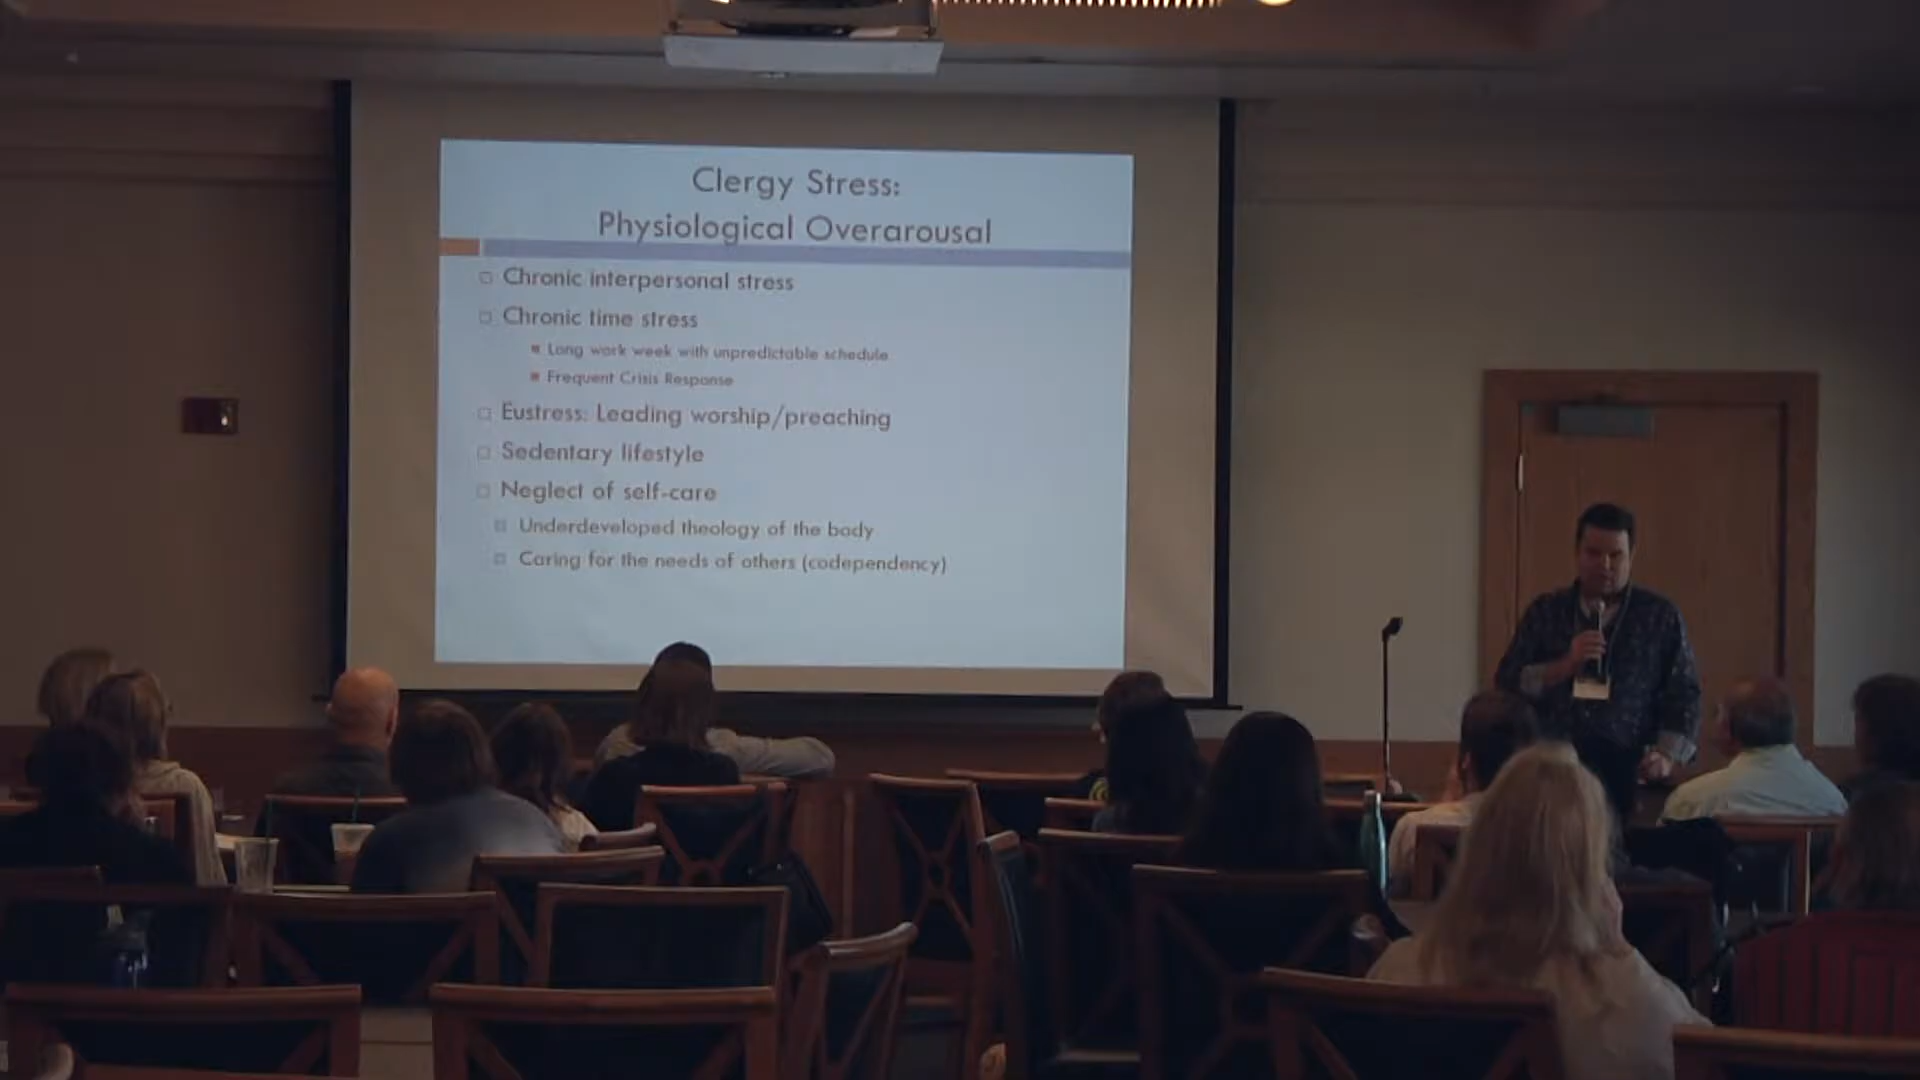 Clergy Stress:
Physiological Overarousal
Chronic interpersonal stress
Chronic time stress
Long work week with unpredictable schedule
Frequent Crisis Response
Eustress: Leading worship/preaching
Sedentary lifestyle
Neglect of self-care
Underdeveloped theology of the body
Caring for the needs of others (codependency)